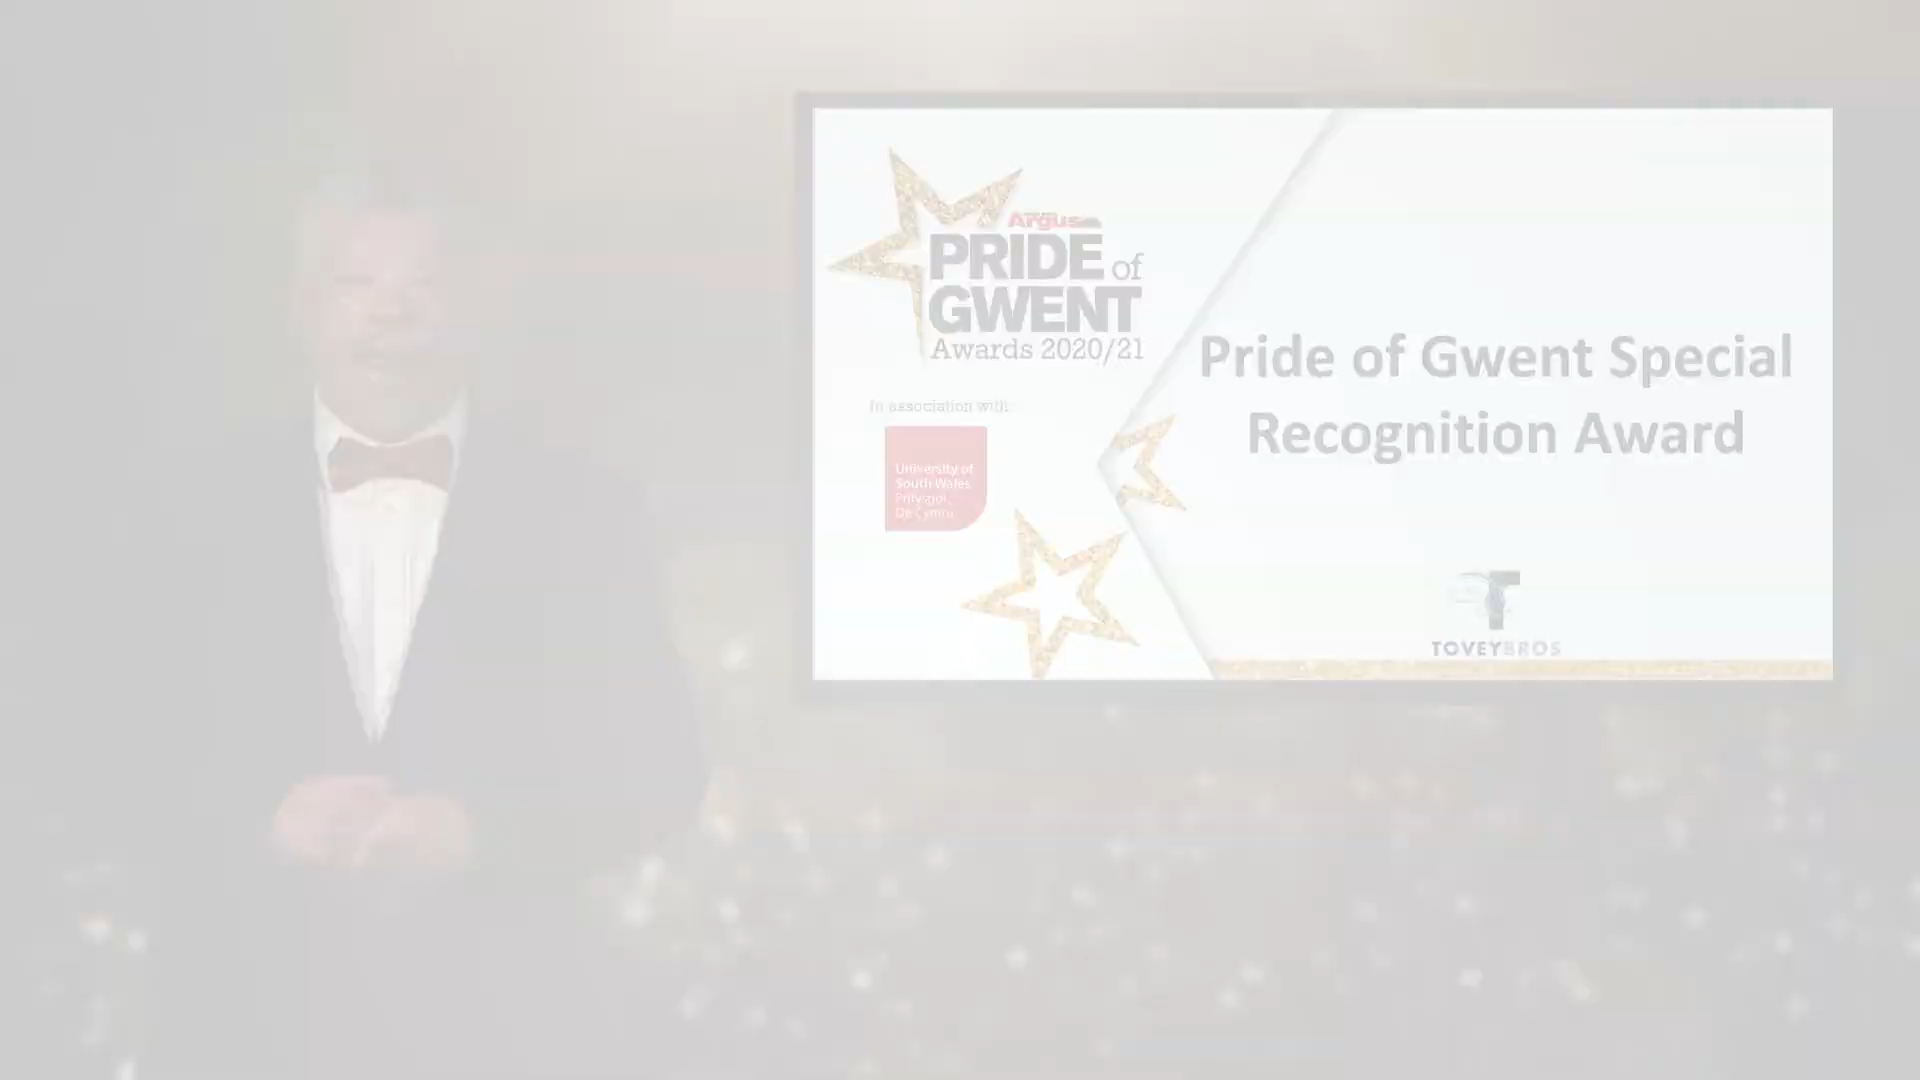 Argus
PRIDE of
GWENT
Awards 2020/21
In association with:
University of
South Wales
Prifysgol
De Cymru
Pride of Gwent Special
Recognition Award
TOVEYBROS